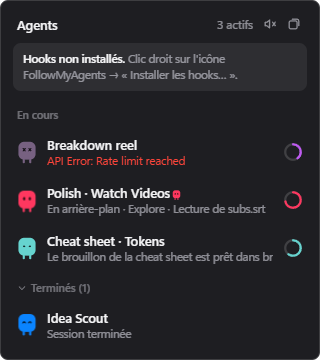 Agents
3 actifs
Hooks non installés. Clic droit sur l'icône
FollowMyAgents → « Installer les hooks... ».
En cours
Breakdown reel
API Error: Rate limit reached
Polish · Watch Videos
En arrière-plan · Explore · Lecture de subs.srt
Cheat sheet · Tokens
Le brouillon de la cheat sheet est prêt dans br
Terminés (1)
Idea Scout
Session terminée